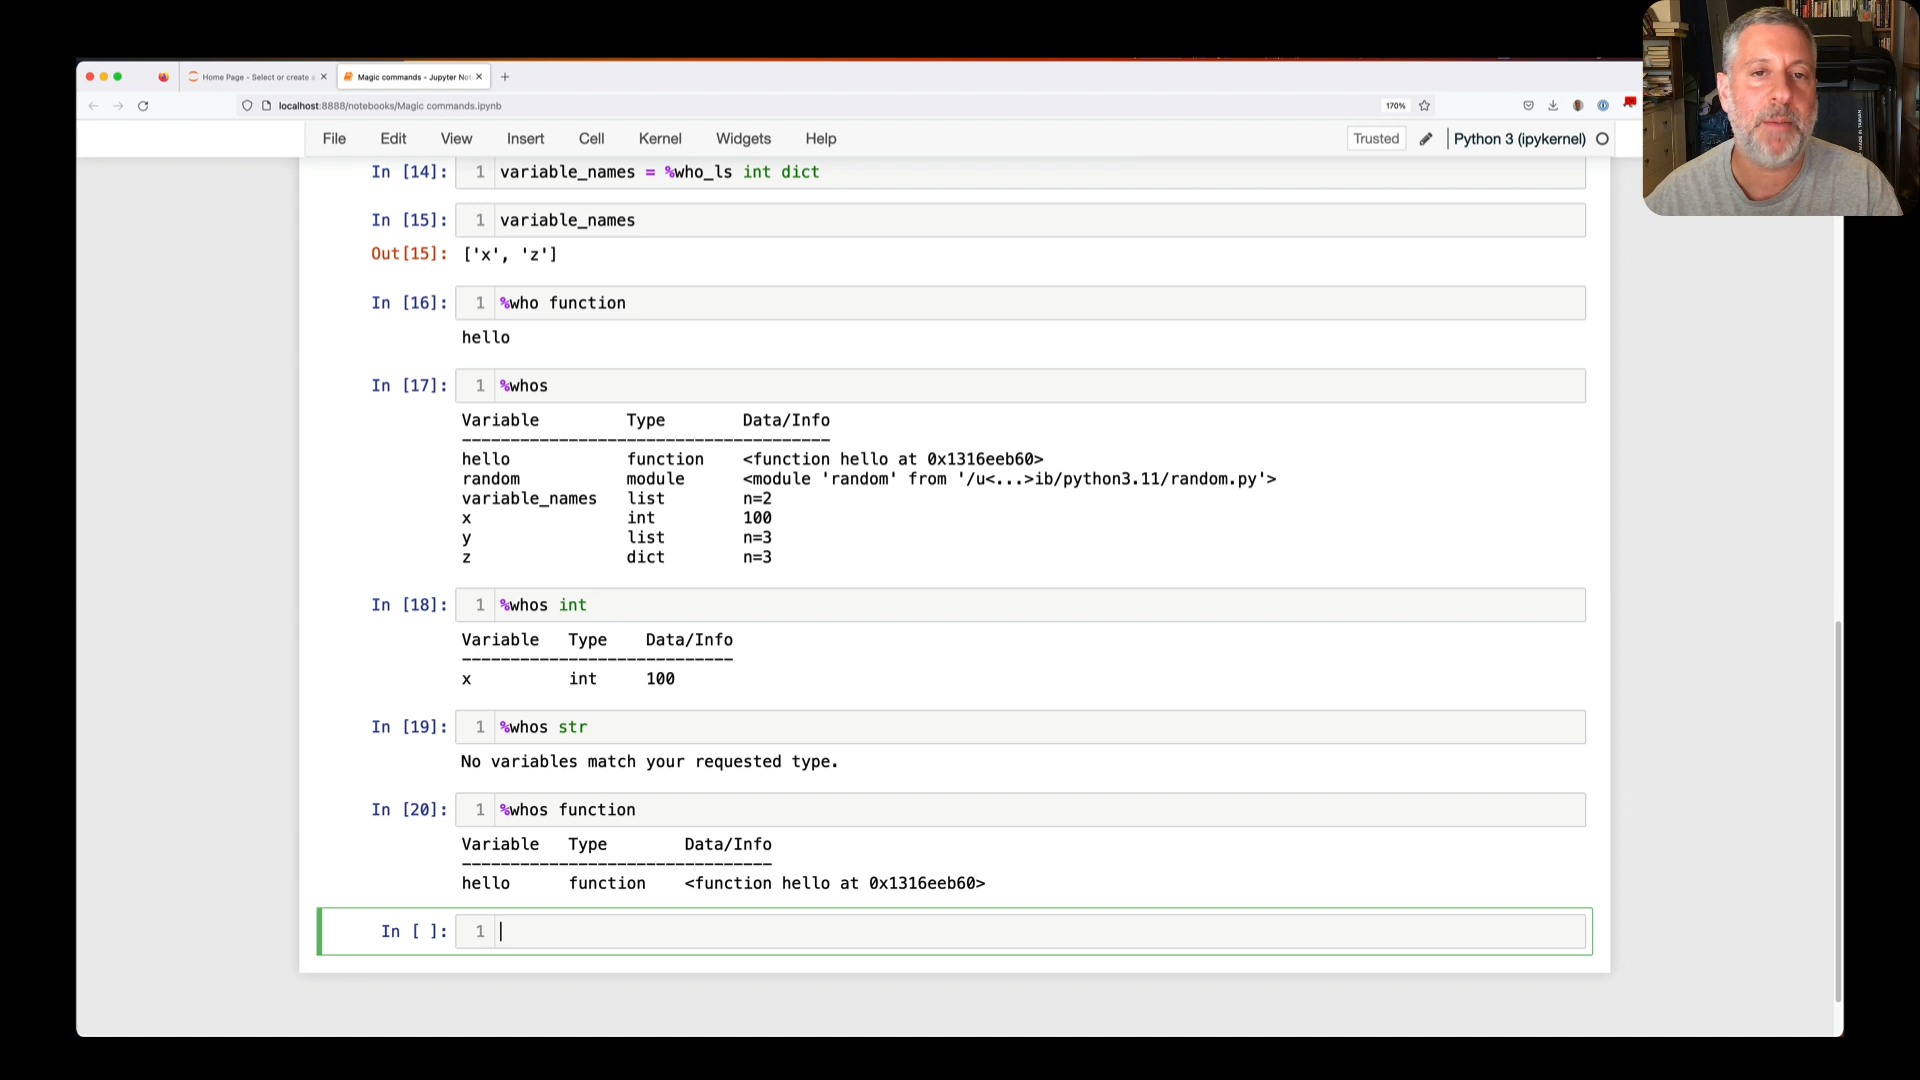 Home Page - Select or create a
Magic commands - Jupyter Not
localhost:8888/notebooks/Magic commands.ipynb
170%
File Edit View Insert Cell Kernel Widgets Help
Trusted
Python 3 (ipykernel)
In [14]: 1 variable_names = %who_ls int dict
In [15]: 1 variable_names
Out[15]: ['x', 'z']
In [16]: 1 %who function
hello
In [17]: 1 %whos
Variable Type Data/Info
-------------------------------------
hello function <function hello at 0x1316eeb60>
random module <module 'random' from '/u<...>ib/python3.11/random.py'>
variable_names list n=2
x int 100
y list n=3
z dict n=3
In [18]: 1 %whos int
Variable Type Data/Info
----------------------------
x int 100
In [19]: 1 %whos str
No variables match your requested type.
In [20]: 1 %whos function
Variable Type Data/Info
--------------------------------
hello function <function hello at 0x1316eeb60>
In [ ]: 1